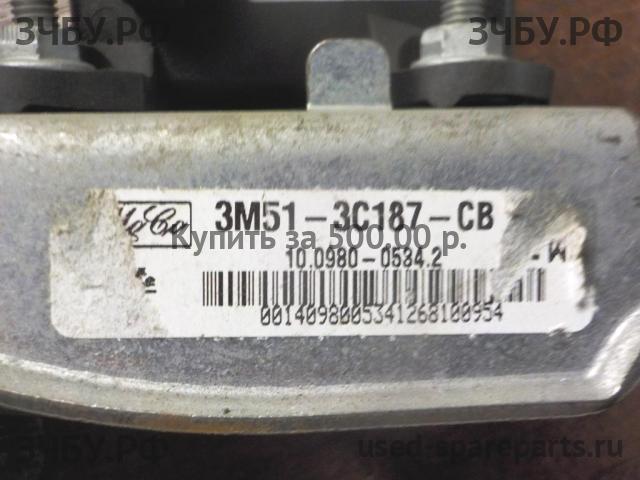 ЗЧБУ.РФ ЗЧБУ.РФ
3M51-3C187-CB
Купить за 500.00 р.
10.0980-0534.2
0014098005341268100954
ЗЧБУ.РФ
used-spareparts.ru